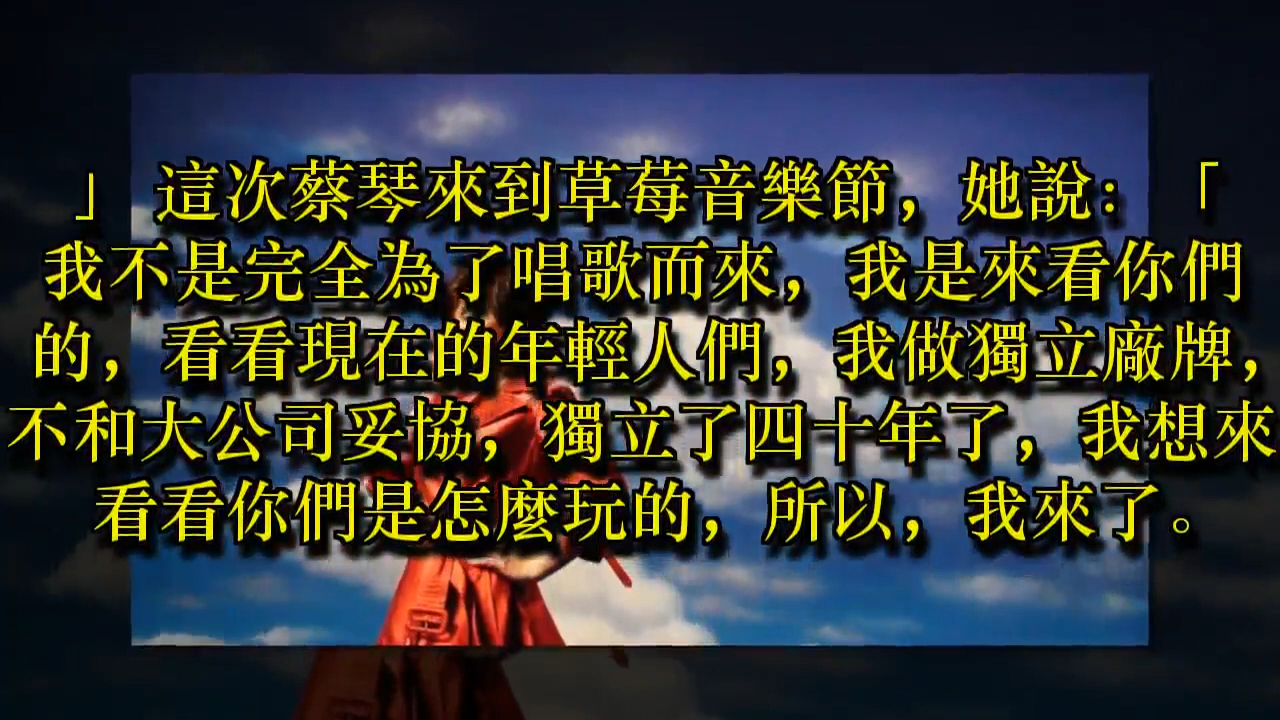 」 這次蔡琴來到草莓音樂節，她說：「
我不是完全為了唱歌而來，我是來看你們
的，看看現在的年輕人們，我做獨立廠牌，
不和大公司妥協，獨立了四十年了，我想來
看看你們是怎麼玩的，所以，我來了。